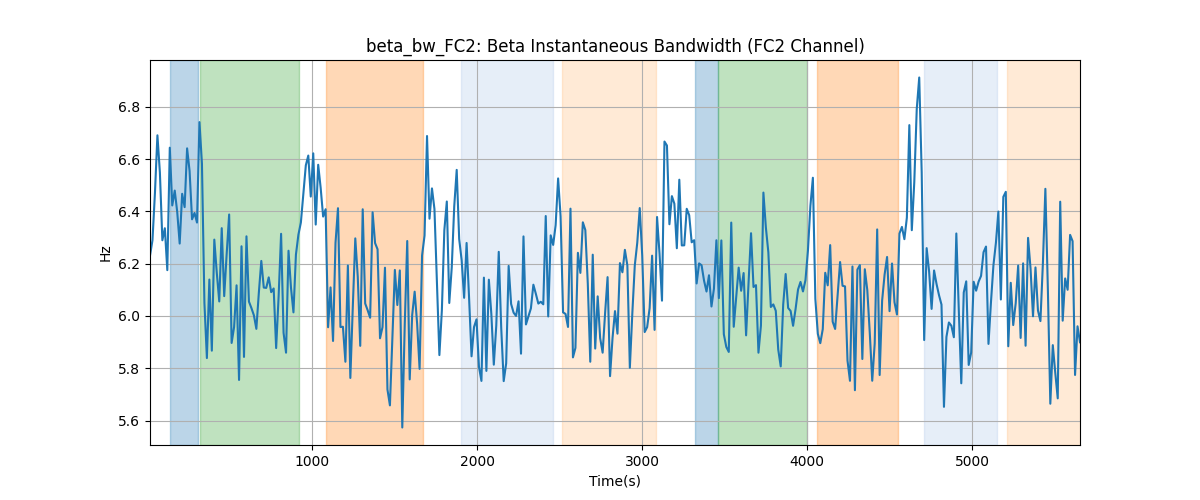 beta_bw_FC2: Beta Instantaneous Bandwidth (FC2 Channel)
Hz
6.8
6.6
6.4
6.2
6.0
5.8
5.6
1000 2000 3000 4000 5000
Time(s)